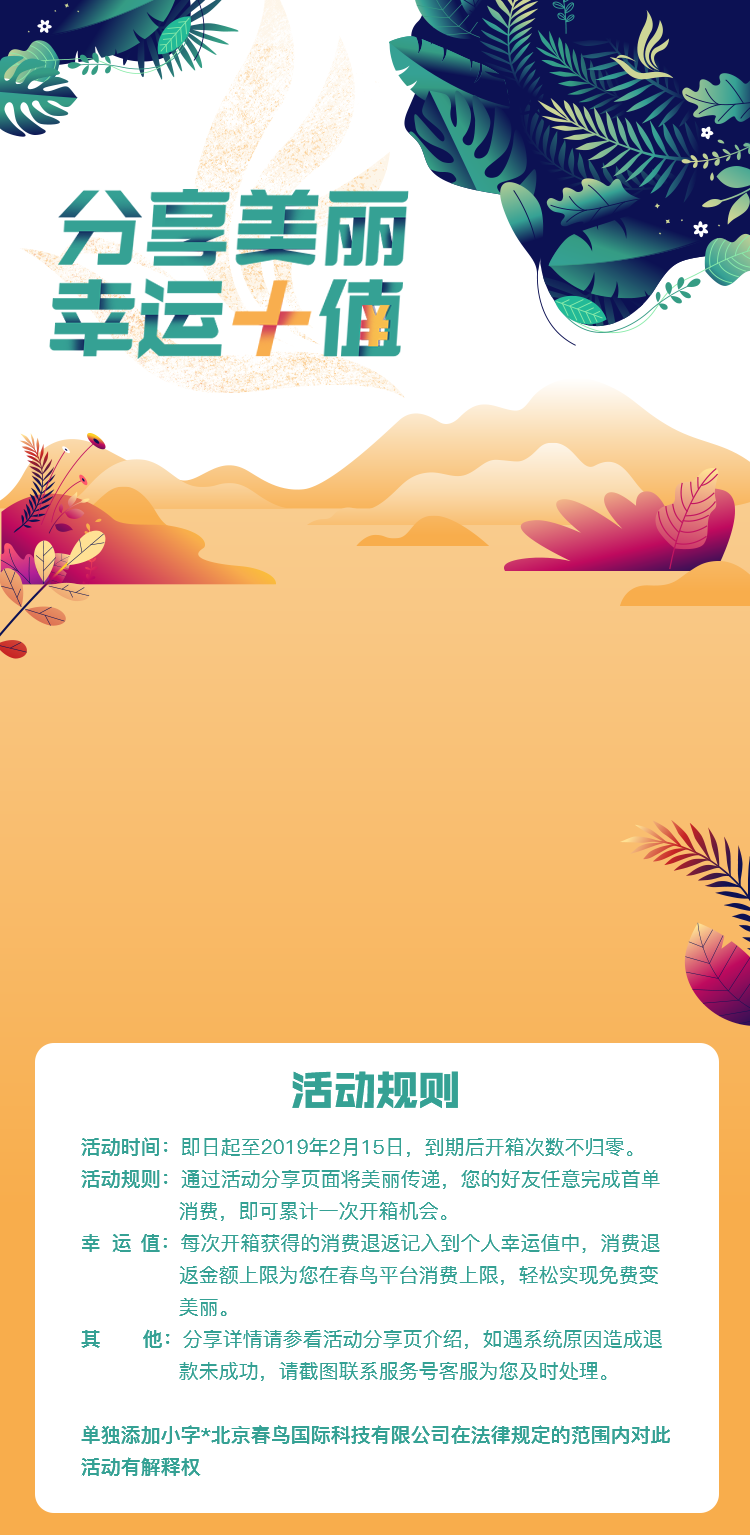 分享美丽
幸运十值
¥
活动规则
活动时间：即日起至2019年2月15日，到期后开箱次数不归零。
活动规则：通过活动分享页面将美丽传递，您的好友任意完成首单
消费，即可累计一次开箱机会。
幸 运 值：每次开箱获得的消费退返记入到个人幸运值中，消费退
返金额上限为您在春鸟平台消费上限，轻松实现免费变
美丽。
其 他：分享详情请参看活动分享页介绍，如遇系统原因造成退
款未成功，请截图联系服务号客服为您及时处理。
单独添加小字*北京春鸟国际科技有限公司在法律规定的范围内对此
活动有解释权